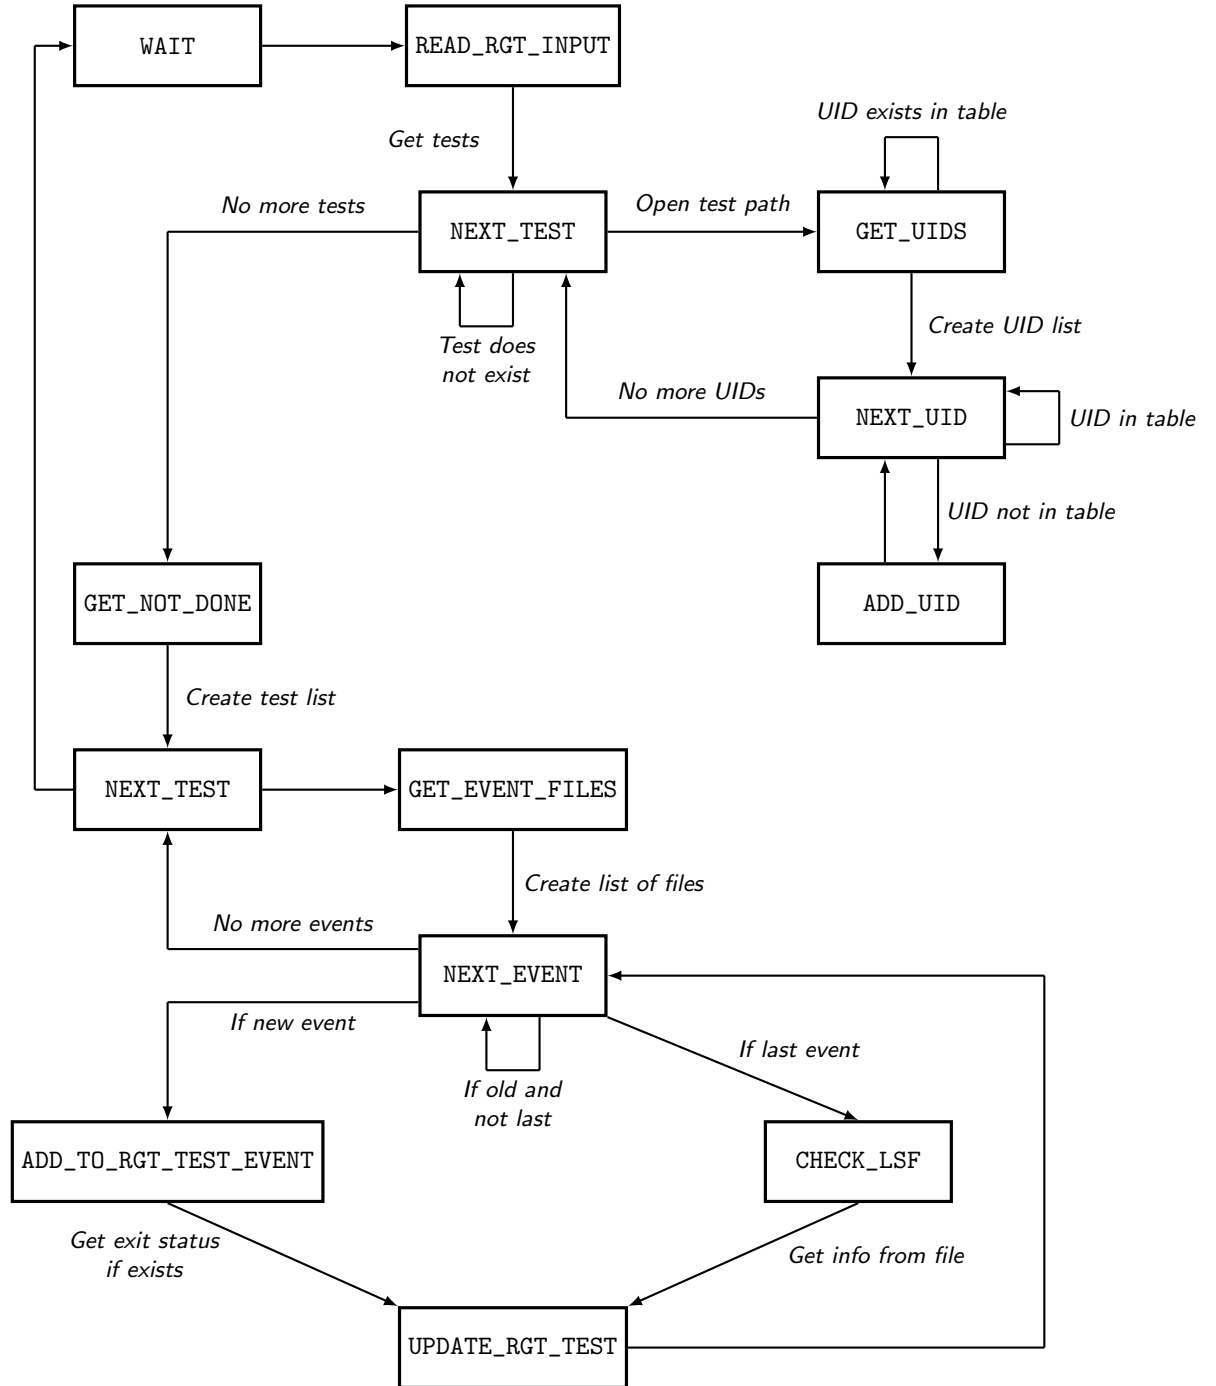 WAIT
READ_RGT_INPUT
Get tests
UID exists in table
No more tests
NEXT_TEST
Open test path
GET_UIDS
Test does
not exist
Create UID list
No more UIDs
NEXT_UID
UID in table
UID not in table
GET_NOT_DONE
ADD_UID
Create test list
NEXT_TEST
GET_EVENT_FILES
Create list of files
No more events
NEXT_EVENT
If new event
If old and
not last
If last event
ADD_TO_RGT_TEST_EVENT
CHECK_LSF
Get exit status
if exists
Get info from file
UPDATE_RGT_TEST